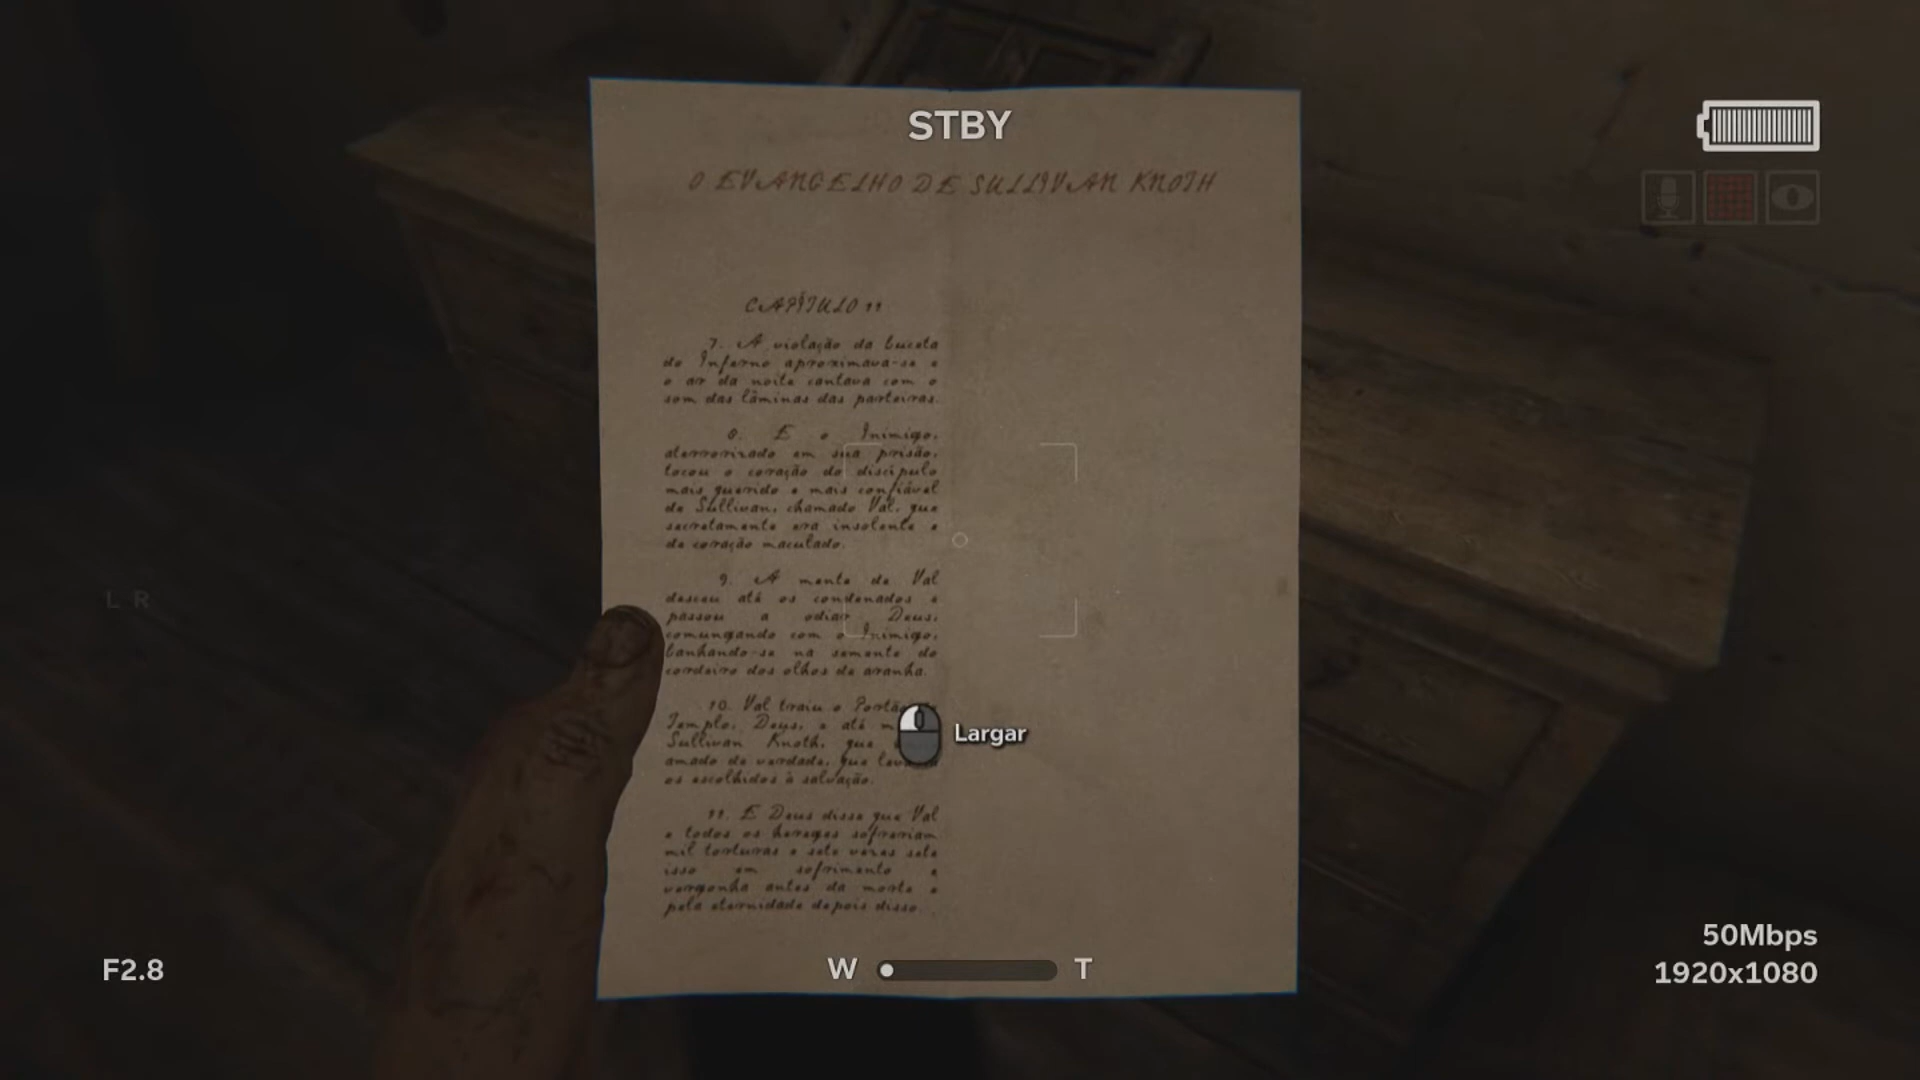 STBY
O EVANGELHO DE SULLIVAN KNOTH
CAPÍTULO 11
7. A violação da buceta
do Inferno aproximava-se e
o ar da noite cantava com o
som das lâminas das parteiras.
8. E o Inimigo,
aterrorizado em sua prisão,
tocou o coração do discípulo
mais querido e mais confiável
de Sullivan, chamado Val, que
secretamente era insolente e
de coração maculado.
9. A mente de Val
desceu até os condenados e
passou a odiar Deus,
comungando com o Inimigo,
banhando-se na semente do
cordeiro dos olhos de aranha.
10. Val traiu o
Templo, Deus, e até
Sullivan Knoth, que
amado de verdade, que
os escolhidos à salvação.
11. E Deus disse que Val
e todos os hereges sofreriam
mil torturas e sete vezes sete
isso em sofrimento e
vergonha antes da morte e
pela eternidade depois disso.
Largar
L R
F2.8
W T
50Mbps
1920x1080